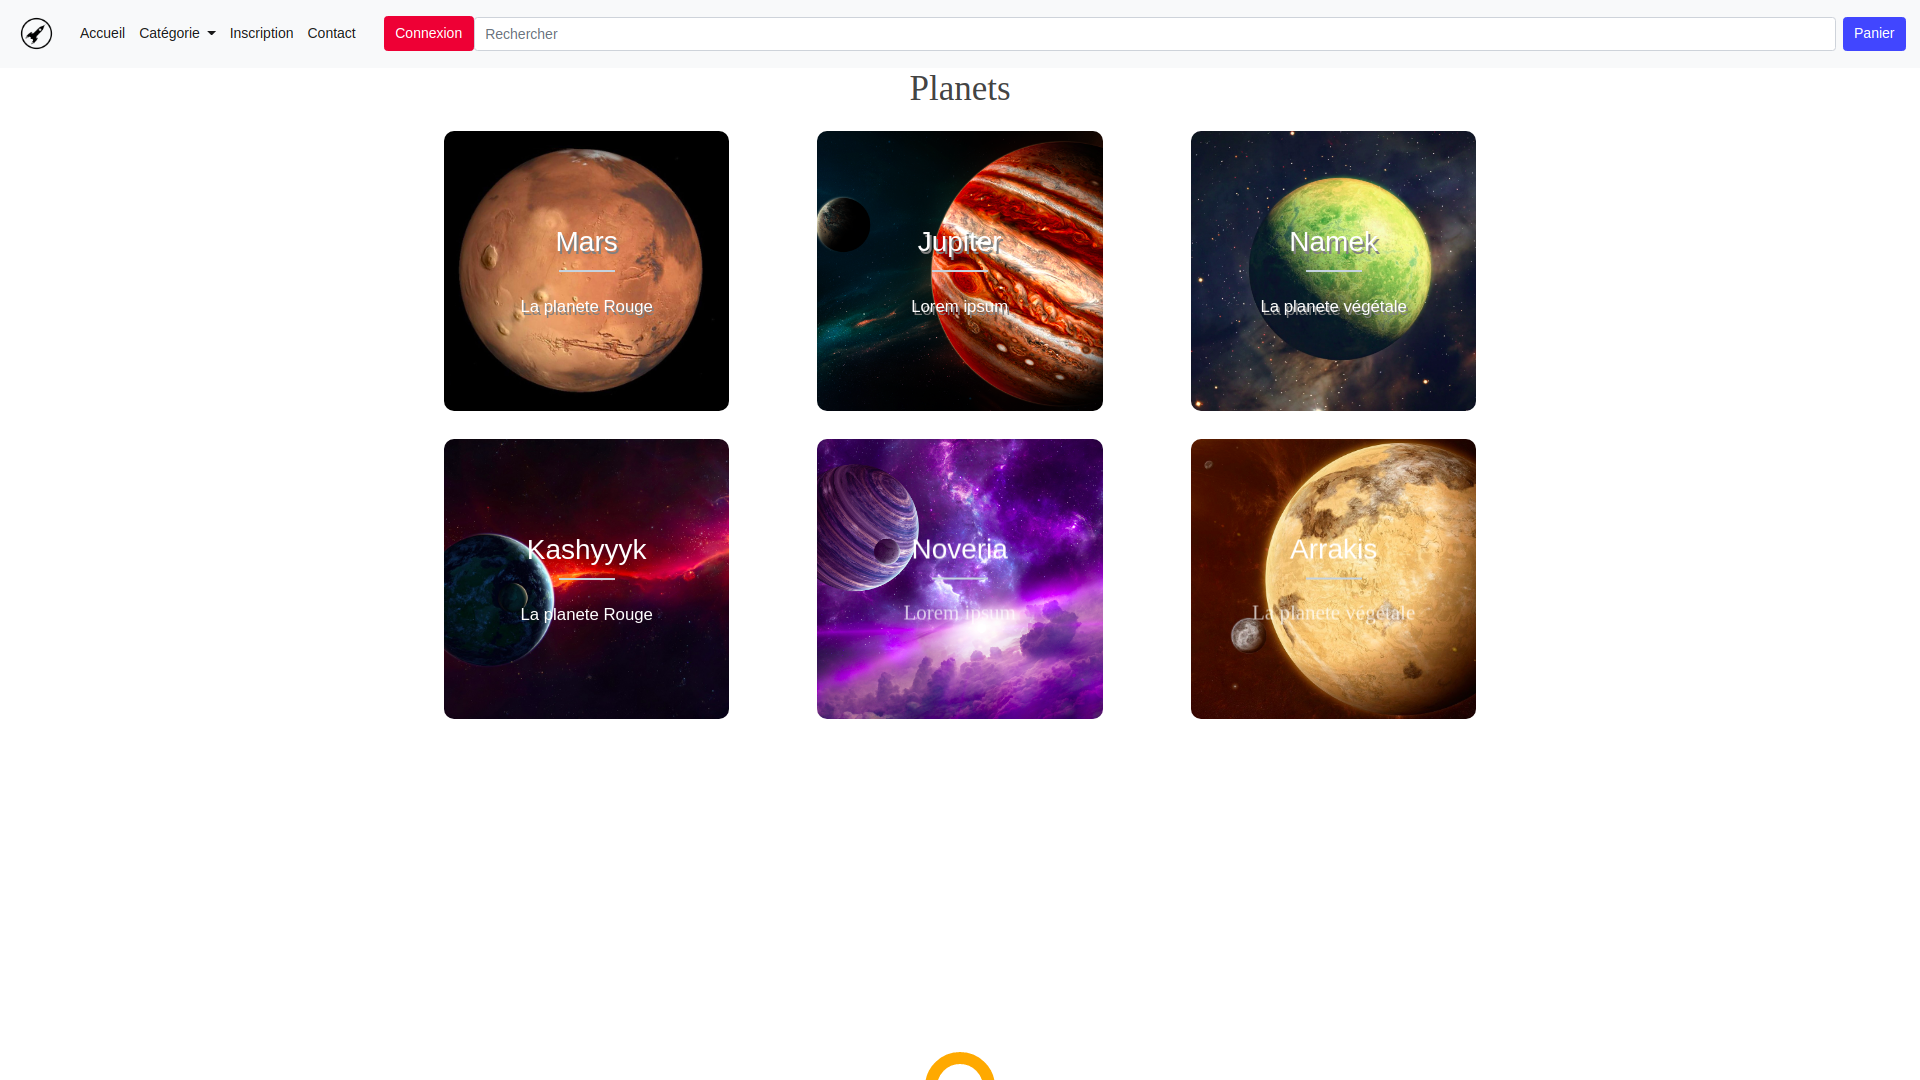 Accueil Catégorie Inscription Contact Connexion Rechercher Panier
Planets
Mars
La planete Rouge
Jupiter
Lorem ipsum
Namek
La planete végétale
Kashyyyk
La planete Rouge
Noveria
Lorem ipsum
Arrakis
La planete végétale